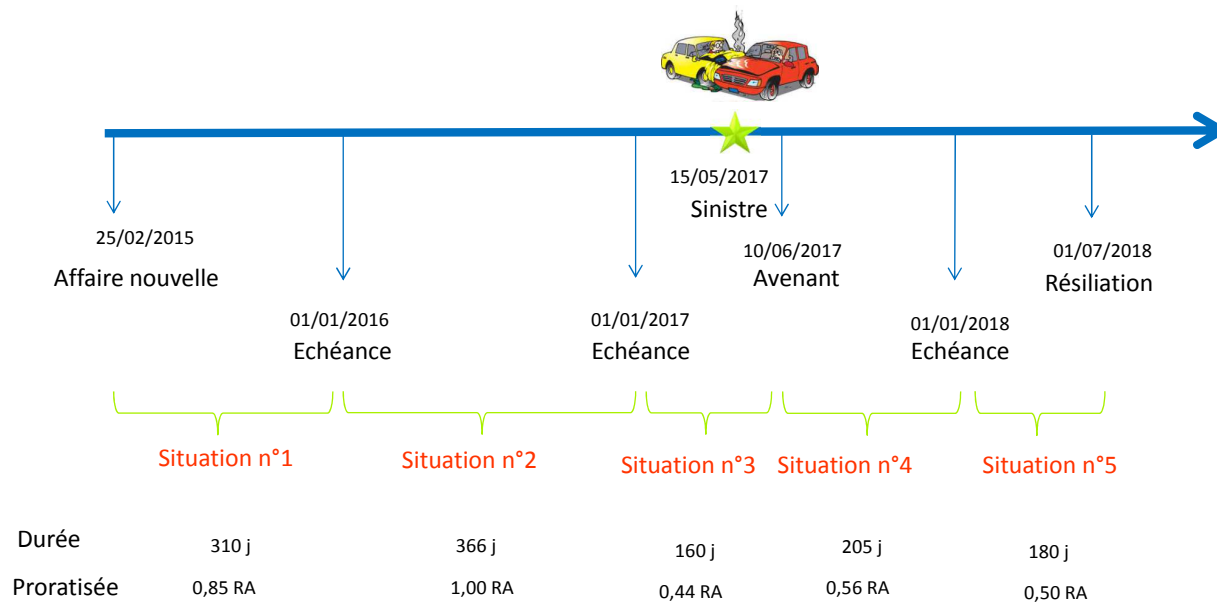 15/05/2017
Sinistre
25/02/2015
Affaire nouvelle
10/06/2017
Avenant
01/07/2018
Résiliation
01/01/2016
Echéance
01/01/2017
Echéance
01/01/2018
Echéance
Situation n°1
Situation n°2
Situation n°3
Situation n°4
Situation n°5
Durée 310 j 366 j 160 j 205 j 180 j
Proratisée 0,85 RA 1,00 RA 0,44 RA 0,56 RA 0,50 RA